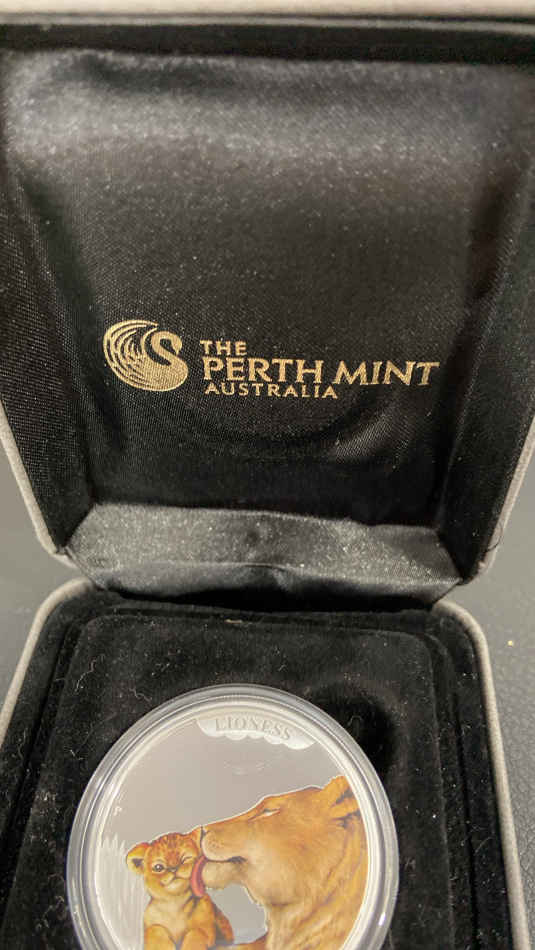 THE
PERTH MINT
AUSTRALIA
LIONESS
P